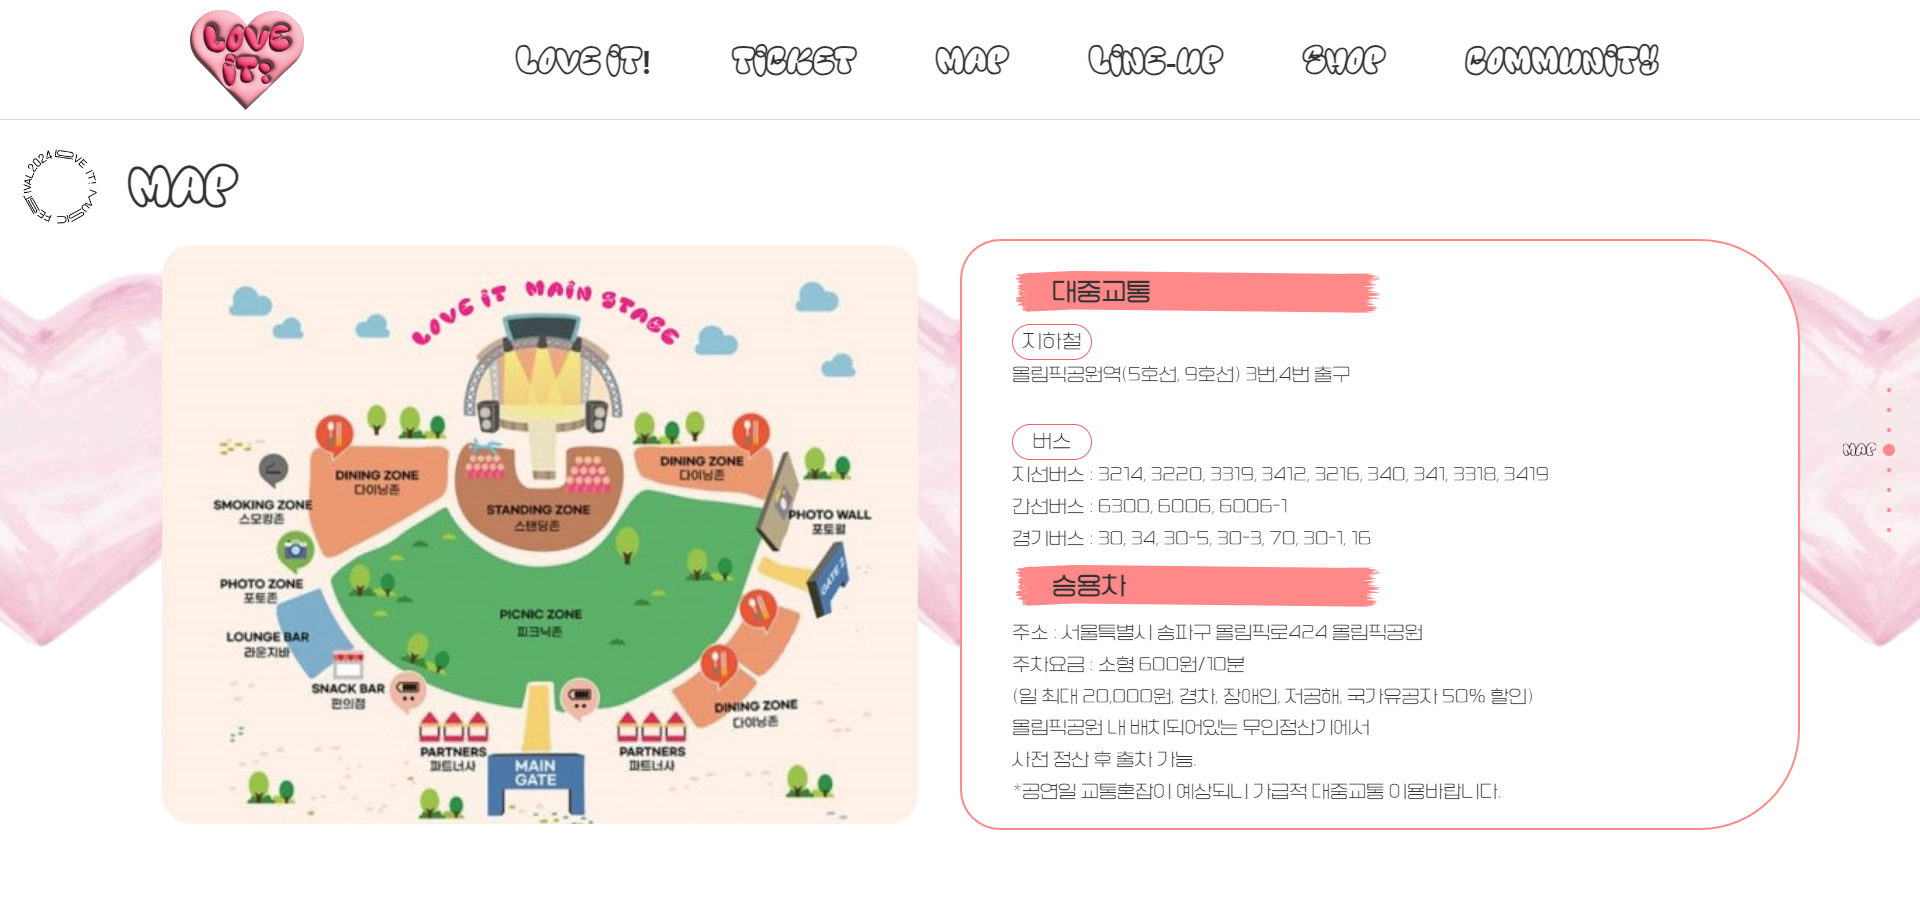 LOVE IT?
LOVE IT!
TICKET
MAP
LINE-UP
SHOP
COMMUNITY
LOVE IT! MUSIC FESTIVAL2024
MAP
LOVE IT MAIN STAGE
DINING ZONE
다이닝존
DINING ZONE
다이닝존
SMOKING ZONE
스모킹존
STANDING ZONE
스탠딩존
PHOTO WALL
포토월
GATE 2
PHOTO ZONE
포토존
PICNIC ZONE
피크닉존
LOUNGE BAR
라운지바
SNACK BAR
편의점
DINING ZONE
다이닝존
PARTNERS
파트너사
PARTNERS
파트너사
MAIN
GATE
대중교통
지하철
올림픽공원역(5호선, 9호선) 3번,4번 출구
버스
지선버스 : 3214, 3220, 3319, 3412, 3216, 340, 341, 3318, 3419
간선버스 : 6300, 6006, 6006-1
경기버스 : 30, 34, 30-5, 30-3, 70, 30-1, 16
승용차
주소 : 서울특별시 송파구 올림픽로424 올림픽공원
주차요금 : 소형 600원/10분
(일 최대 20,000원, 경차, 장애인, 저공해, 국가유공자 50% 할인)
올림픽공원 내 배치되어있는 무인정산기에서
사전 정산 후 출차 가능.
*공연일 교통혼잡이 예상되니 가급적 대중교통 이용바랍니다.
MAP